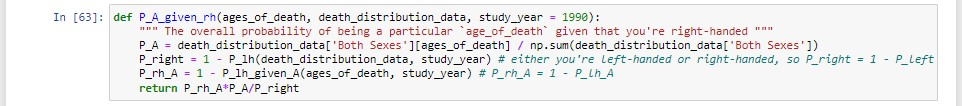 In [63]: def P_A_given_rh(ages_of_death, death_distribution_data, study_year = 1990):
""" The overall probability of being a particular `age_of_death` given that you're right-handed """
P_A = death_distribution_data['Both Sexes'][ages_of_death] / np.sum(death_distribution_data['Both Sexes'])
P_right = 1 - P_lh(death_distribution_data, study_year) # either you're left-handed or right-handed, so P_right = 1 - P_left
P_rh_A = 1 - P_lh_given_A(ages_of_death, study_year) # P_rh_A = 1 - P_lh_A
return P_rh_A*P_A/P_right